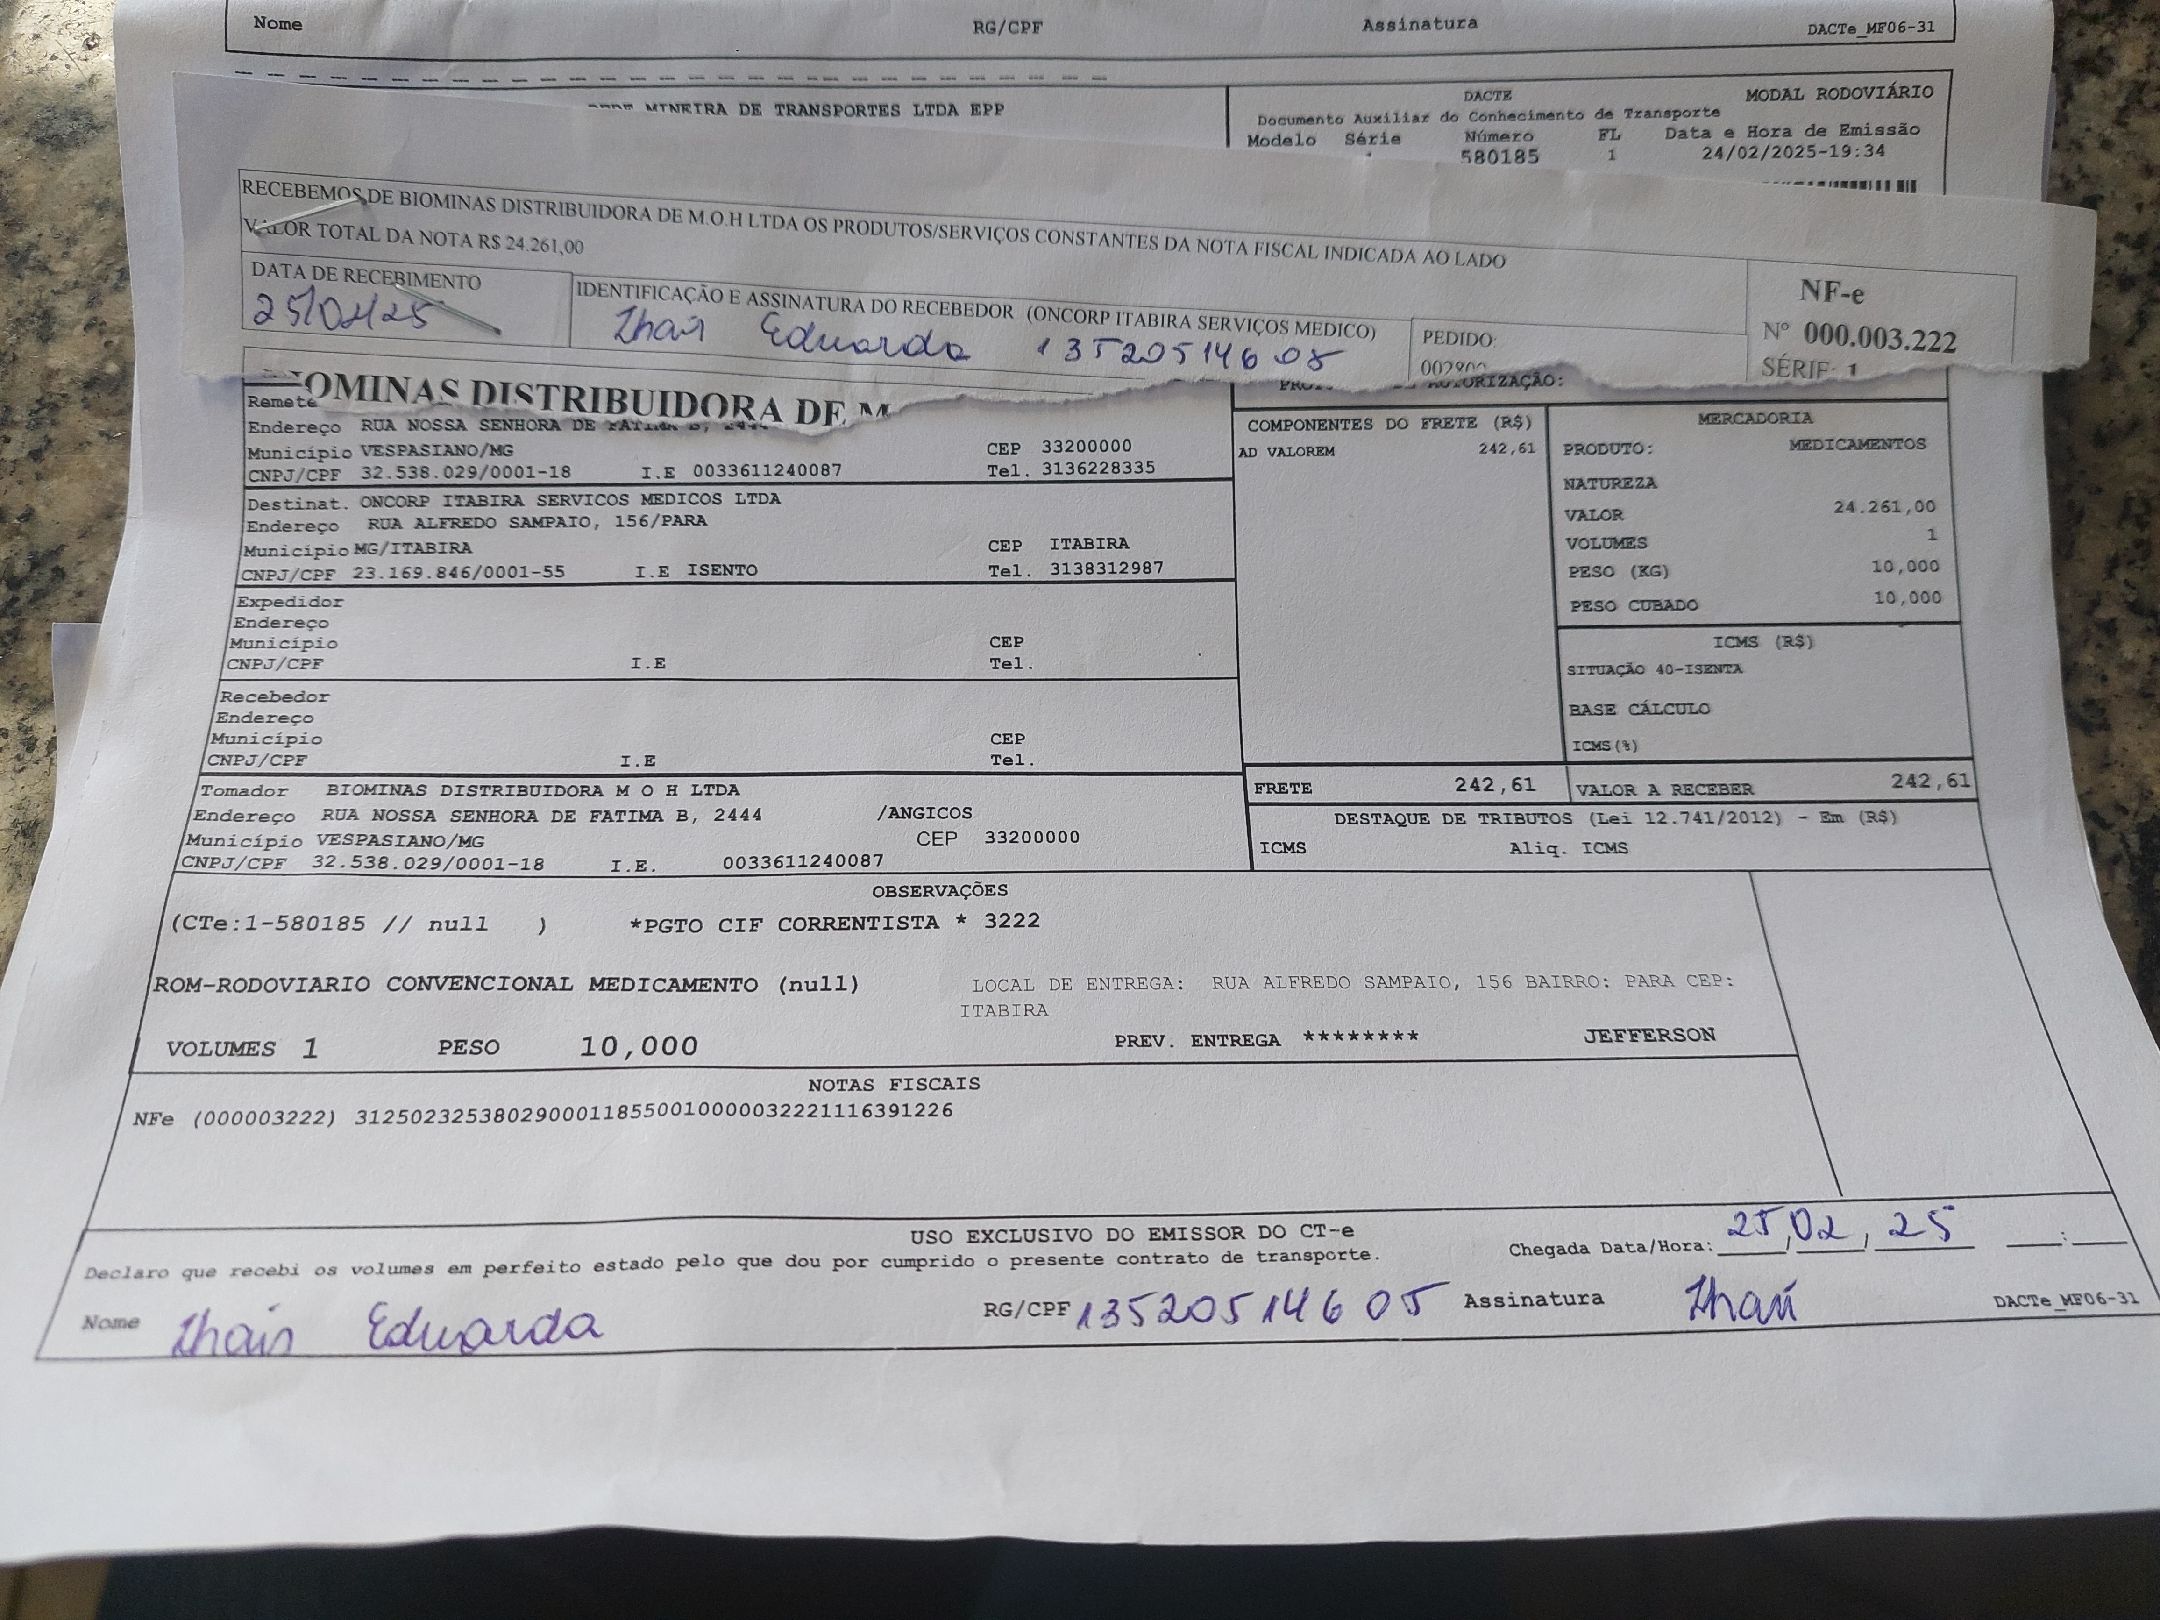 Nome RG/CPF Assinatura DACTe_MF06-31
MINEIRA DE TRANSPORTES LTDA EPP
DACTE MODAL RODOVIÁRIO
Documento Auxiliar do Conhecimento de Transporte
Modelo Série Número FL Data e Hora de Emissão
580185 1 24/02/2025-19:34
RECEBEMOS DE BIOMINAS DISTRIBUIDORA DE M.O.H LTDA OS PRODUTOS/SERVIÇOS CONSTANTES DA NOTA FISCAL INDICADA AO LADO
VALOR TOTAL DA NOTA R$ 24.261,00
DATA DE RECEBIMENTO
25/02/25
IDENTIFICAÇÃO E ASSINATURA DO RECEBEDOR (ONCORP ITABIRA SERVIÇOS MEDICO)
Eduarda 13520514605
PEDIDO:
NF-e
Nº 000.003.222
SÉRIE: 1
BIOMINAS DISTRIBUIDORA DE M
AUTORIZAÇÃO:
Endereço RUA NOSSA SENHORA DE FATIMA B, 2444
Município VESPASIANO/MG CEP 33200000
CNPJ/CPF 32.538.029/0001-18 I.E 0033611240087 Tel. 3136228335
Destinat. ONCORP ITABIRA SERVICOS MEDICOS LTDA
Endereço RUA ALFREDO SAMPAIO, 156/PARA
Município MG/ITABIRA CEP ITABIRA
CNPJ/CPF 23.169.846/0001-55 I.E ISENTO Tel. 3138312987
Expedidor
Endereço
Município CEP
CNPJ/CPF I.E Tel.
Recebedor
Endereço
Município CEP
CNPJ/CPF I.E Tel.
Tomador BIOMINAS DISTRIBUIDORA M O H LTDA
Endereço RUA NOSSA SENHORA DE FATIMA B, 2444 /ANGICOS
Município VESPASIANO/MG CEP 33200000
CNPJ/CPF 32.538.029/0001-18 I.E. 0033611240087
COMPONENTES DO FRETE (R$)
AD VALOREM 242,61
MERCADORIA
PRODUTO: MEDICAMENTOS
NATUREZA
VALOR 24.261,00
VOLUMES 1
PESO (KG) 10,000
PESO CUBADO 10,000
ICMS (R$)
SITUAÇÃO 40-ISENTA
BASE CÁLCULO
ICMS(%)
FRETE 242,61 VALOR A RECEBER 242,61
DESTAQUE DE TRIBUTOS (Lei 12.741/2012) - Em (R$)
ICMS Aliq. ICMS
OBSERVAÇÕES
(CTe:1-580185 // null ) *PGTO CIF CORRENTISTA * 3222
ROM-RODOVIARIO CONVENCIONAL MEDICAMENTO (null) LOCAL DE ENTREGA: RUA ALFREDO SAMPAIO, 156 BAIRRO: PARA CEP:
ITABIRA
VOLUMES 1 PESO 10,000 PREV. ENTREGA ******** JEFFERSON
NOTAS FISCAIS
NFe (000003222) 31250232538029000118550010000032221116391226
USO EXCLUSIVO DO EMISSOR DO CT-e
Declaro que recebi os volumes em perfeito estado pelo que dou por cumprido o presente contrato de transporte.
Chegada Data/Hora: 25/02/25 __:__
Nome Eduarda RG/CPF 13520514605 Assinatura DACTe_MF06-31